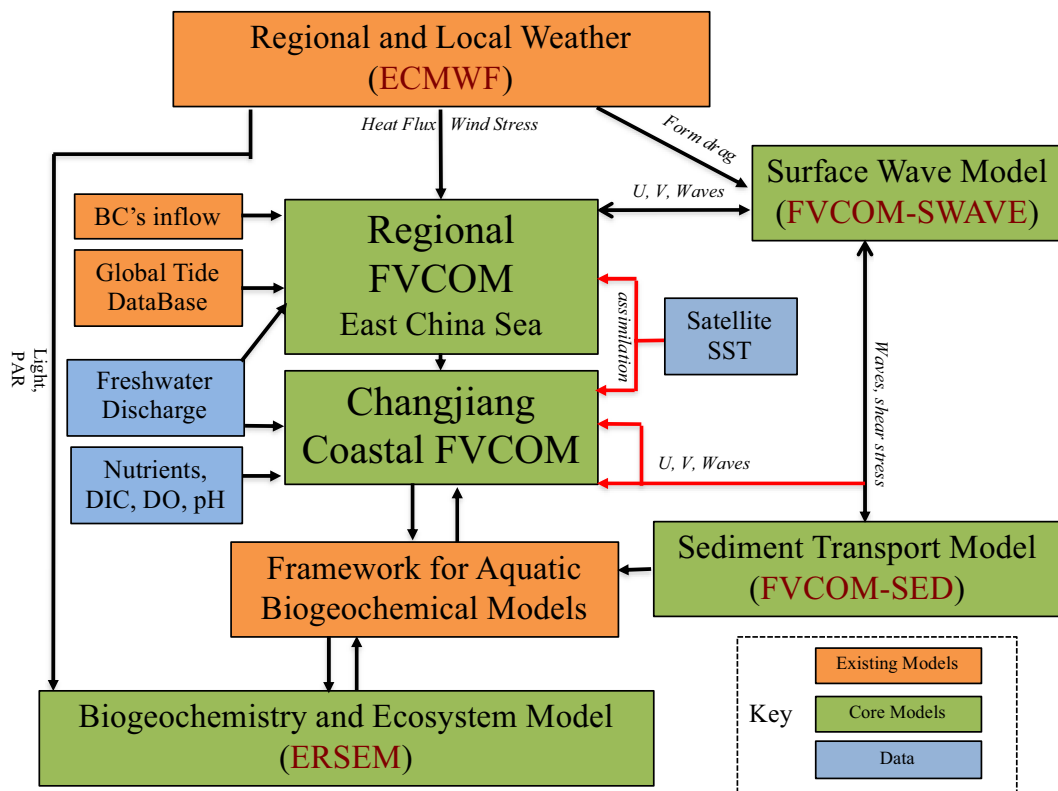 Regional and Local Weather
(ECMWF)
Heat Flux
Wind Stress
Form drag
Surface Wave Model
(FVCOM-SWAVE)
U, V, Waves
BC’s inflow
Regional
FVCOM
East China Sea
Global Tide
DataBase
assimilation
Satellite
SST
Light,
PAR
Freshwater
Discharge
Changjiang
Coastal FVCOM
Waves, shear stress
U, V, Waves
Nutrients,
DIC, DO, pH
Framework for Aquatic
Biogeochemical Models
Sediment Transport Model
(FVCOM-SED)
Biogeochemistry and Ecosystem Model
(ERSEM)
Key
Existing Models
Core Models
Data